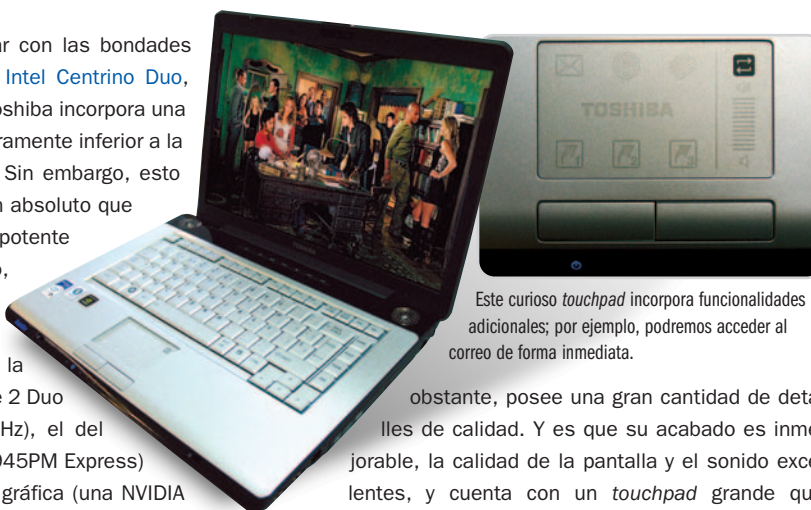 ar con las bondades
Intel Centrino Duo,
oshiba incorpora una
ramente inferior a la
Sin embargo, esto
n absoluto que
potente
o,
la
e 2 Duo
Hz), el del
945PM Express)
gráfica (una NVIDIA
TOSHIBA
Este curioso touchpad incorpora funcionalidades
adicionales; por ejemplo, podremos acceder al
correo de forma inmediata.
obstante, posee una gran cantidad de deta
lles de calidad. Y es que su acabado es inme
jorable, la calidad de la pantalla y el sonido exce
lentes, y cuenta con un touchpad grande qu